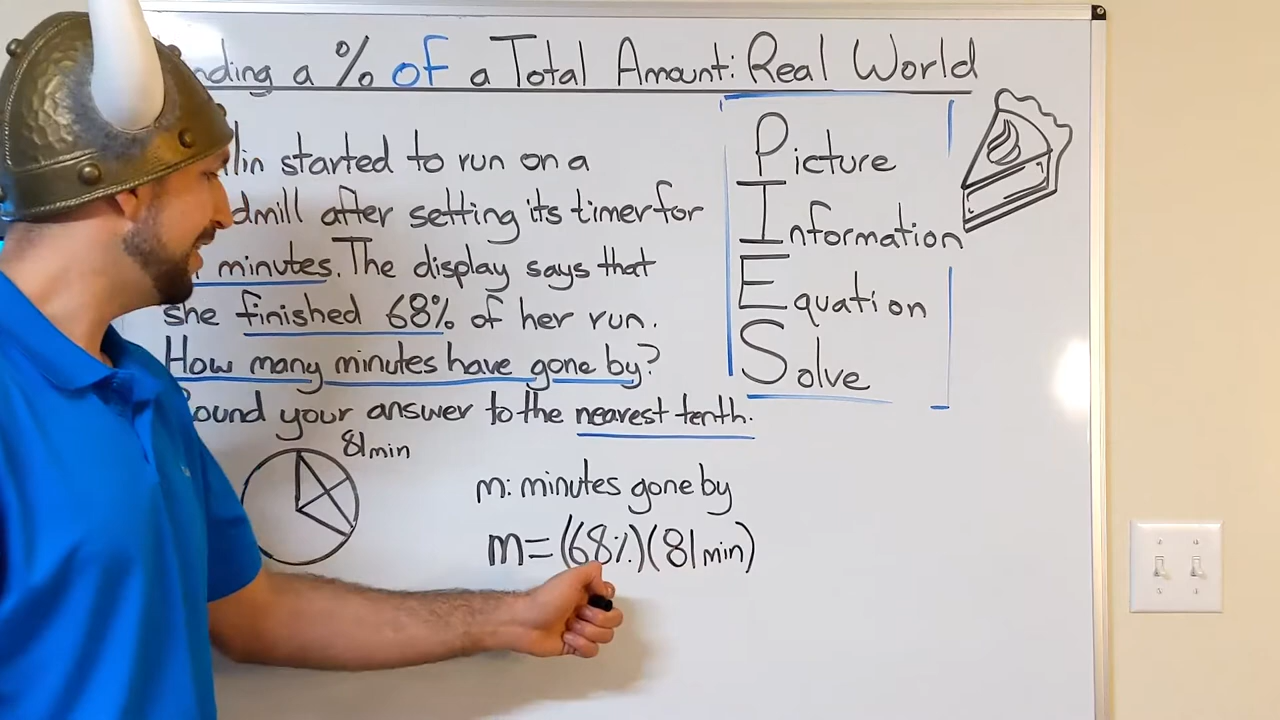 nding a % of a Total Amount: Real World
lin started to run on a
dmill after setting its timer for
minutes. The display says that
she finished 68% of her run.
How many minutes have gone by?
ound your answer to the nearest tenth.
Picture
Information
Equation
Solve
81 min
m: minutes gone by
m = (68%)(81 min)